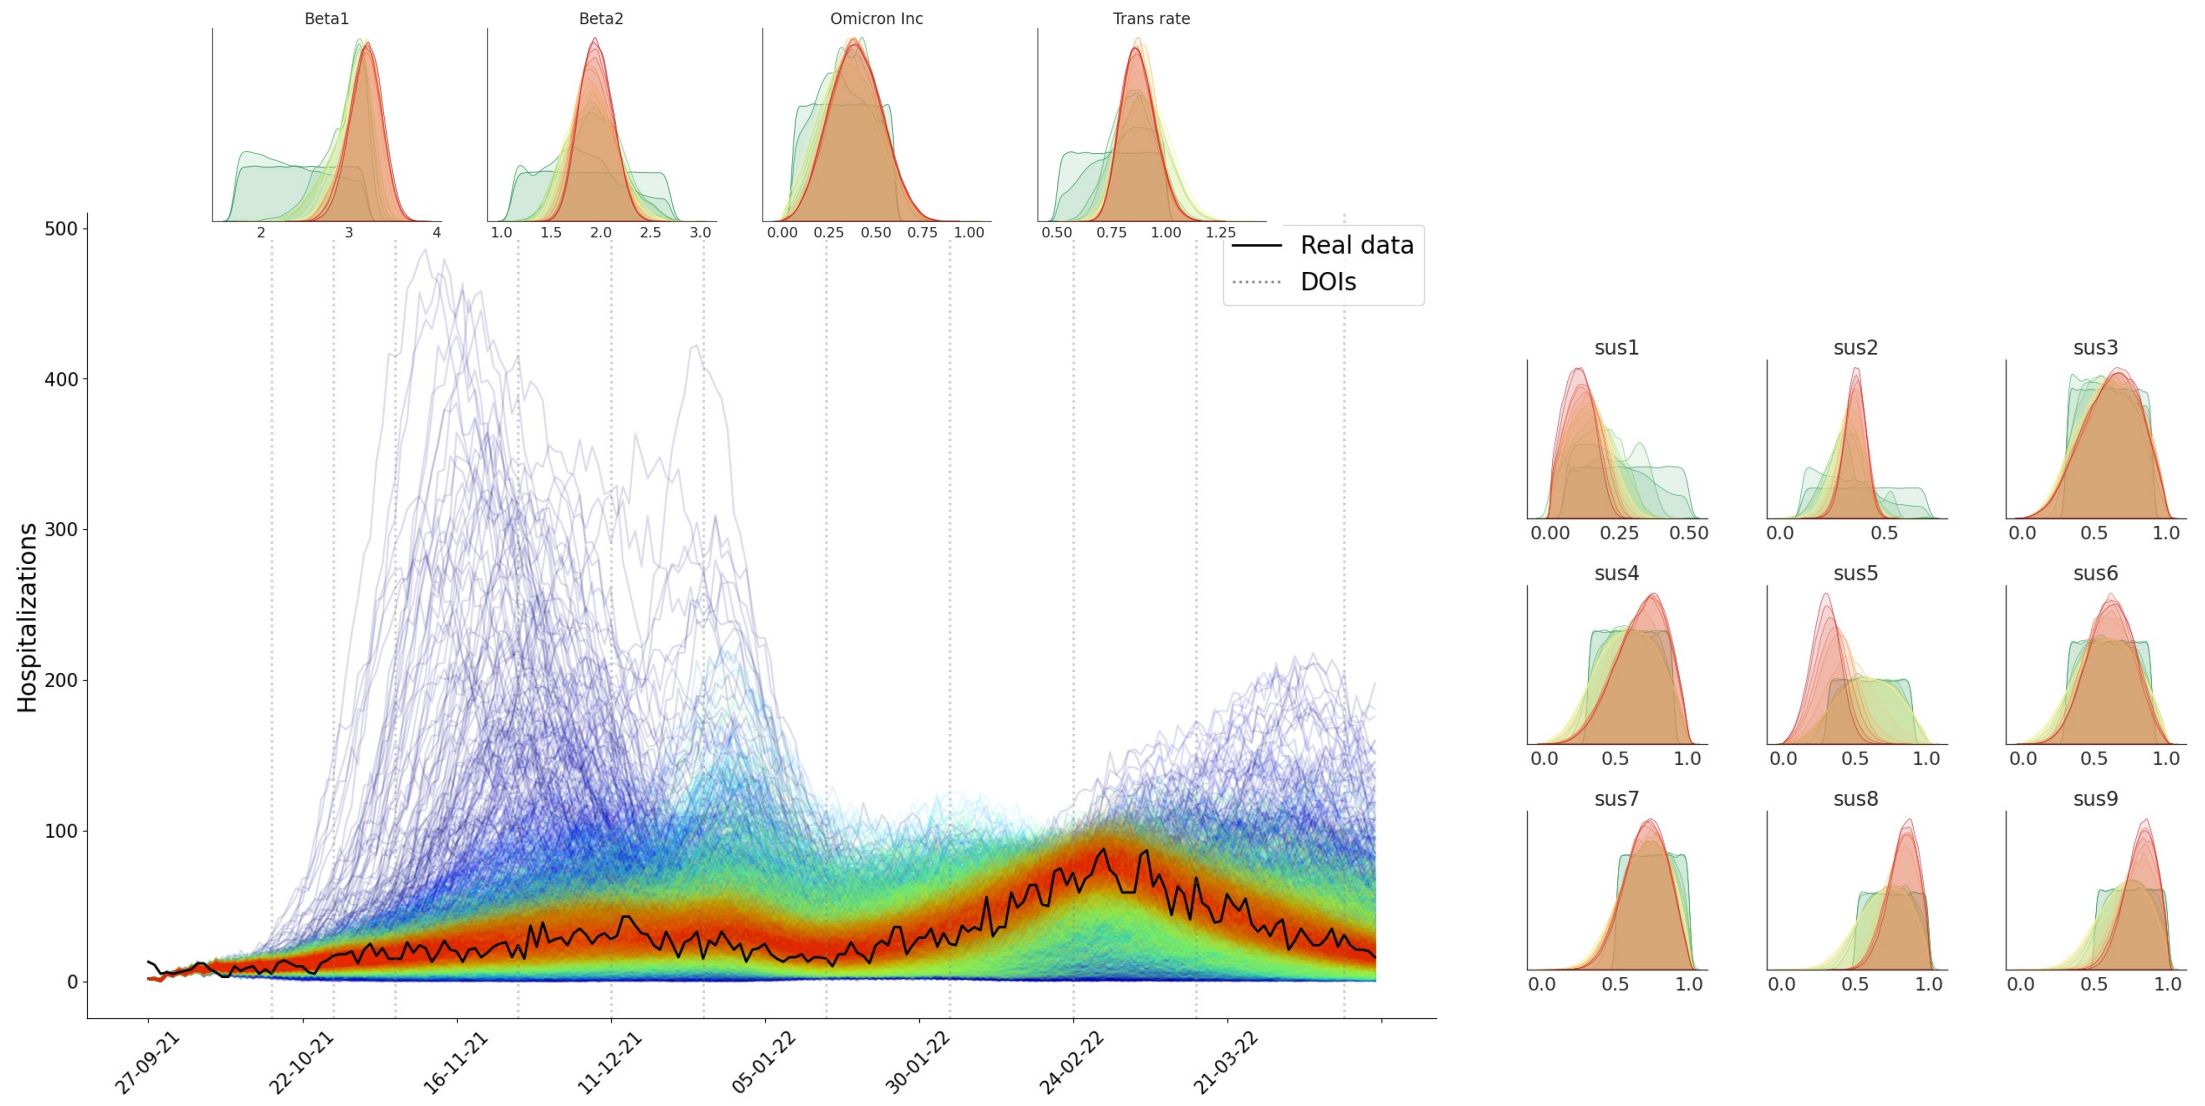 Beta1 Beta2 Omicron Inc Trans rate
2 3 4 1.0 1.5 2.0 2.5 3.0 0.00 0.25 0.50 0.75 1.00 0.50 0.75 1.00 1.25
Real data
DOIs
500
400
300
200
100
0
Hospitalizations
27-09-21 22-10-21 16-11-21 11-12-21 05-01-22 30-01-22 24-02-22 21-03-22
sus1 sus2 sus3
0.00 0.25 0.50 0.0 0.5 0.5 0.0 1.0
sus4 sus5 sus6
0.0 0.5 1.0 0.0 0.5 1.0 0.0 0.5 1.0
sus7 sus8 sus9
0.0 0.5 1.0 0.0 0.5 1.0 0.0 0.5 1.0